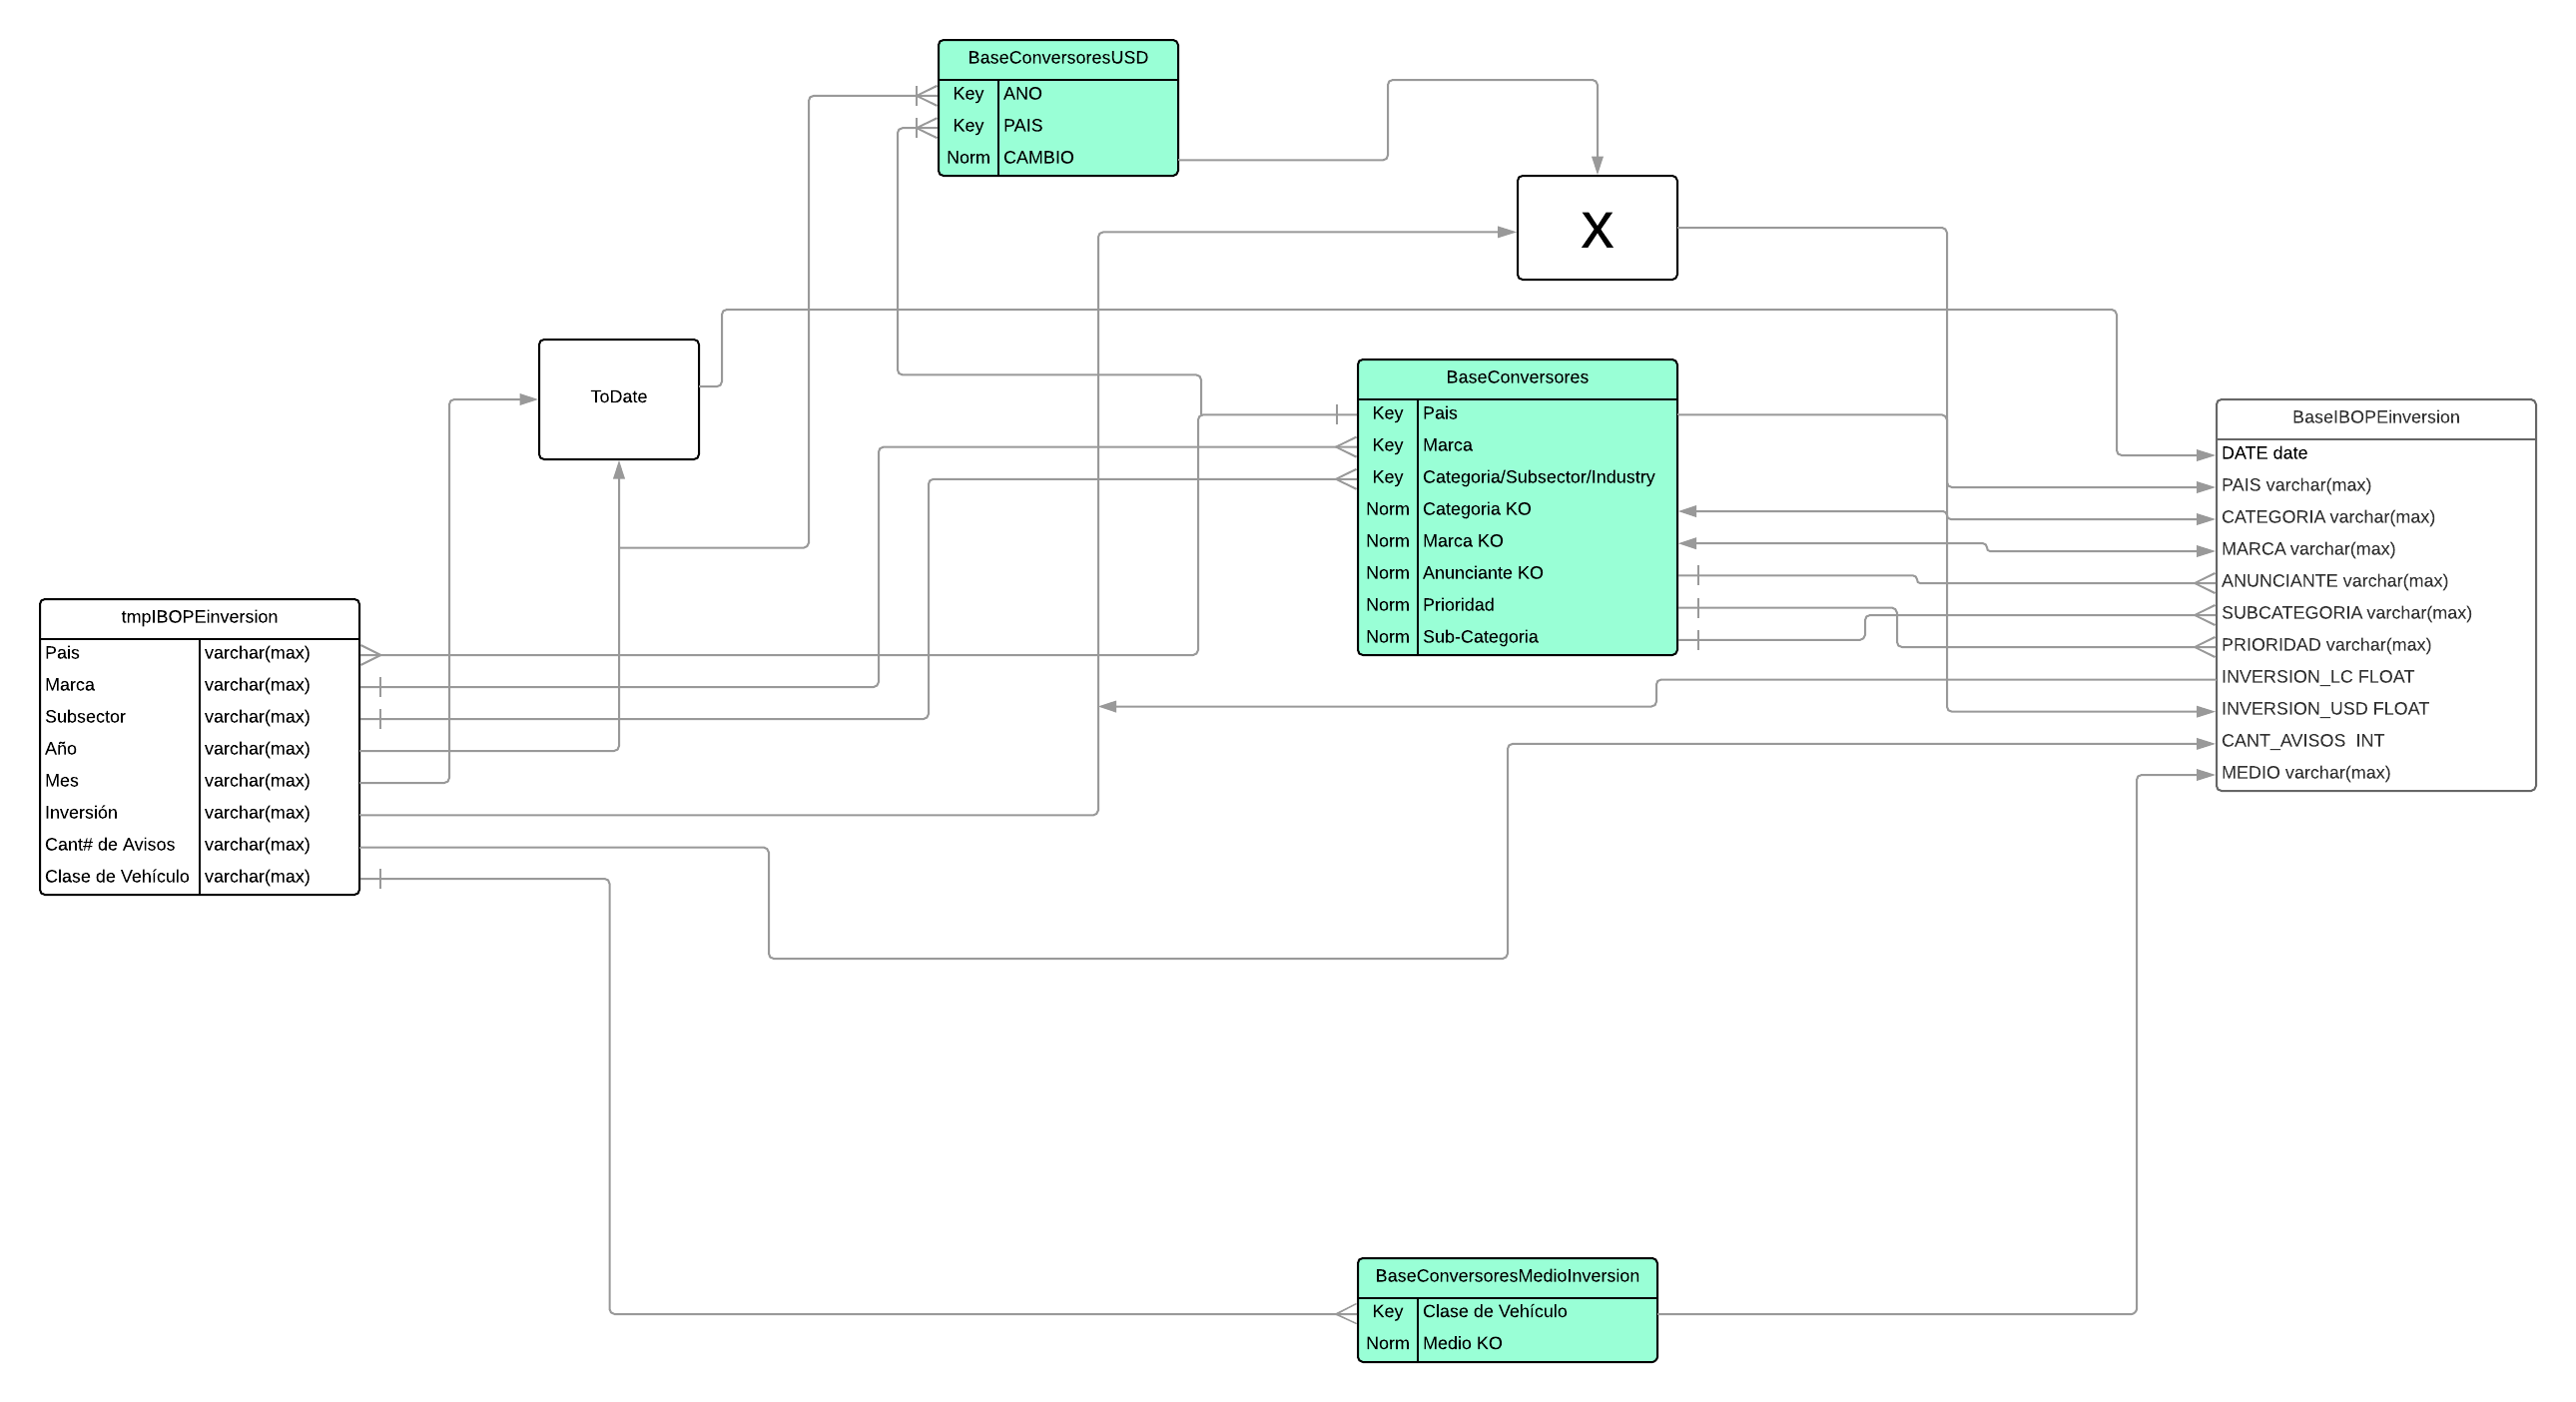 BaseConversoresUSD
Key ANO
Key PAIS
Norm CAMBIO
X
ToDate
BaseConversores
Key Pais
Key Marca
Key Categoria/Subsector/Industry
Norm Categoria KO
Norm Marca KO
Norm Anunciante KO
Norm Prioridad
Norm Sub-Categoria
BaseIBOPEinversion
DATE date
PAIS varchar(max)
CATEGORIA varchar(max)
MARCA varchar(max)
ANUNCIANTE varchar(max)
SUBCATEGORIA varchar(max)
PRIORIDAD varchar(max)
INVERSION_LC FLOAT
INVERSION_USD FLOAT
CANT_AVISOS  INT
MEDIO varchar(max)
tmpIBOPEinversion
Pais varchar(max)
Marca varchar(max)
Subsector varchar(max)
Año varchar(max)
Mes varchar(max)
Inversión varchar(max)
Cant# de Avisos varchar(max)
Clase de Vehículo varchar(max)
BaseConversoresMedioInversion
Key Clase de Vehículo
Norm Medio KO